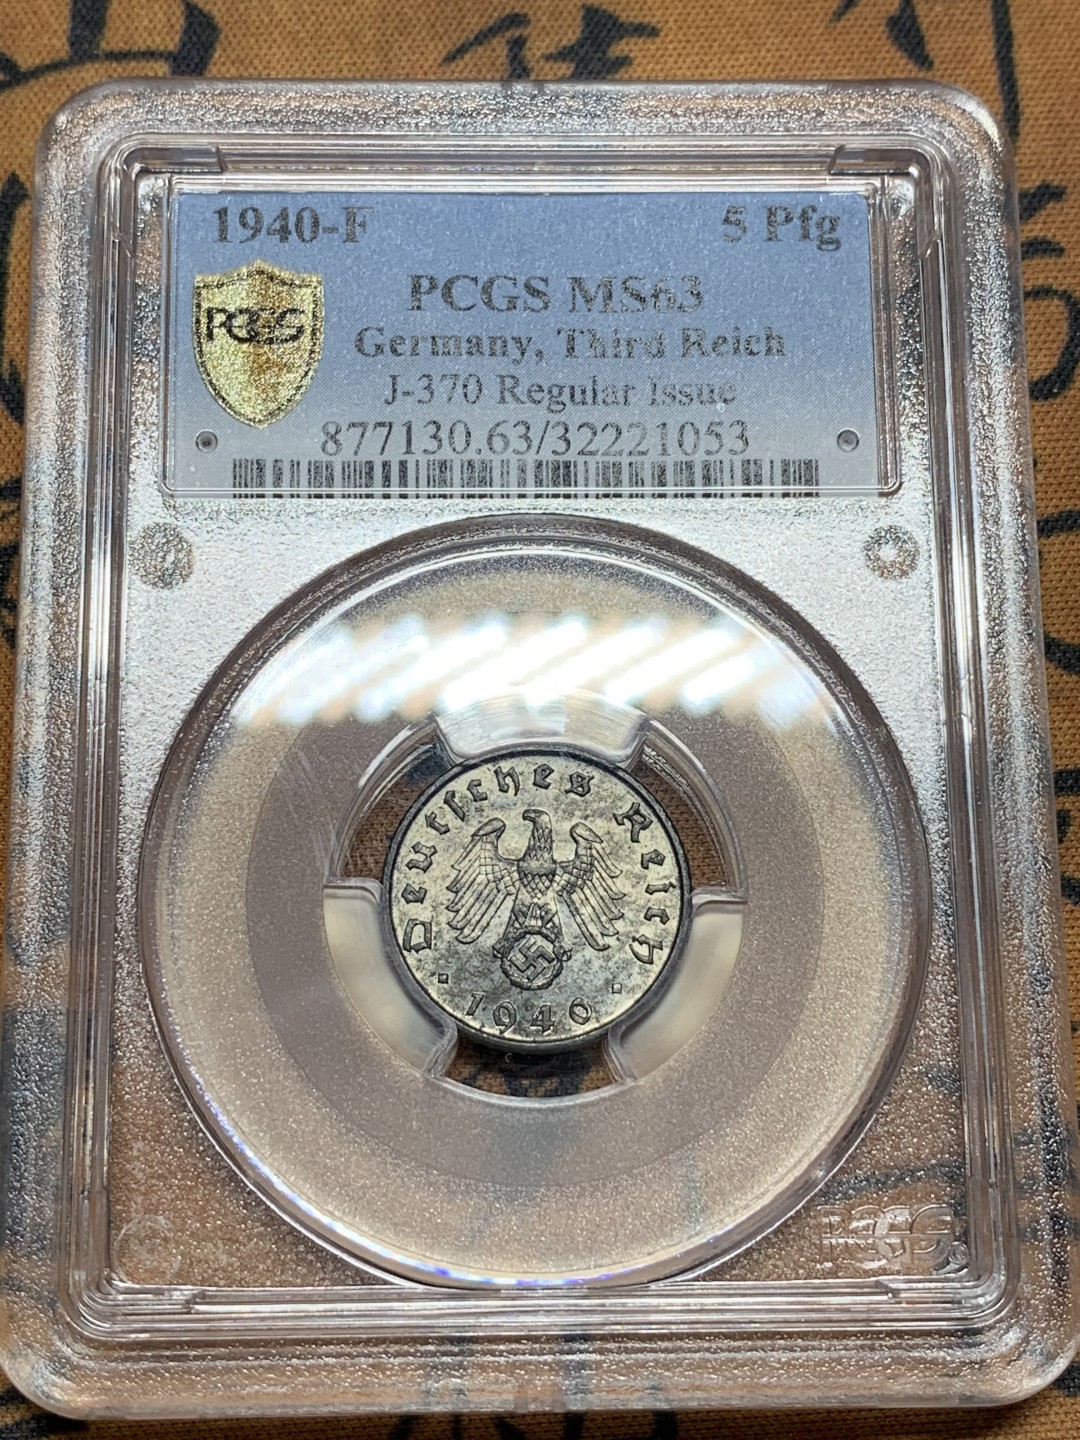 1940-F 5 Pfg
PCGS MS63
Germany, Third Reich
PCGS
J-370 Regular Issue
877130.63/32221053
Deutsches Reich
1940
PCGS